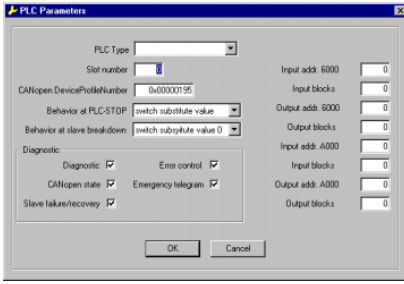 PLC Parameters
PLC Type
Slot number 0
CANopen DeviceProfileNumber 0x00000195
Behavior at PLC-STOP switch substitute value
Behavior at slave breakdown switch subsyitute value 0
Diagnostic
Diagnostic Error control
CANopen state Emergency telegram
Slave failure/recovery
Input addr. 6000 0
Input blocks 0
Output addr. 6000 0
Output blocks 0
Input addr. A000 0
Input blocks 0
Output addr. A000 0
Output blocks 0
OK Cancel